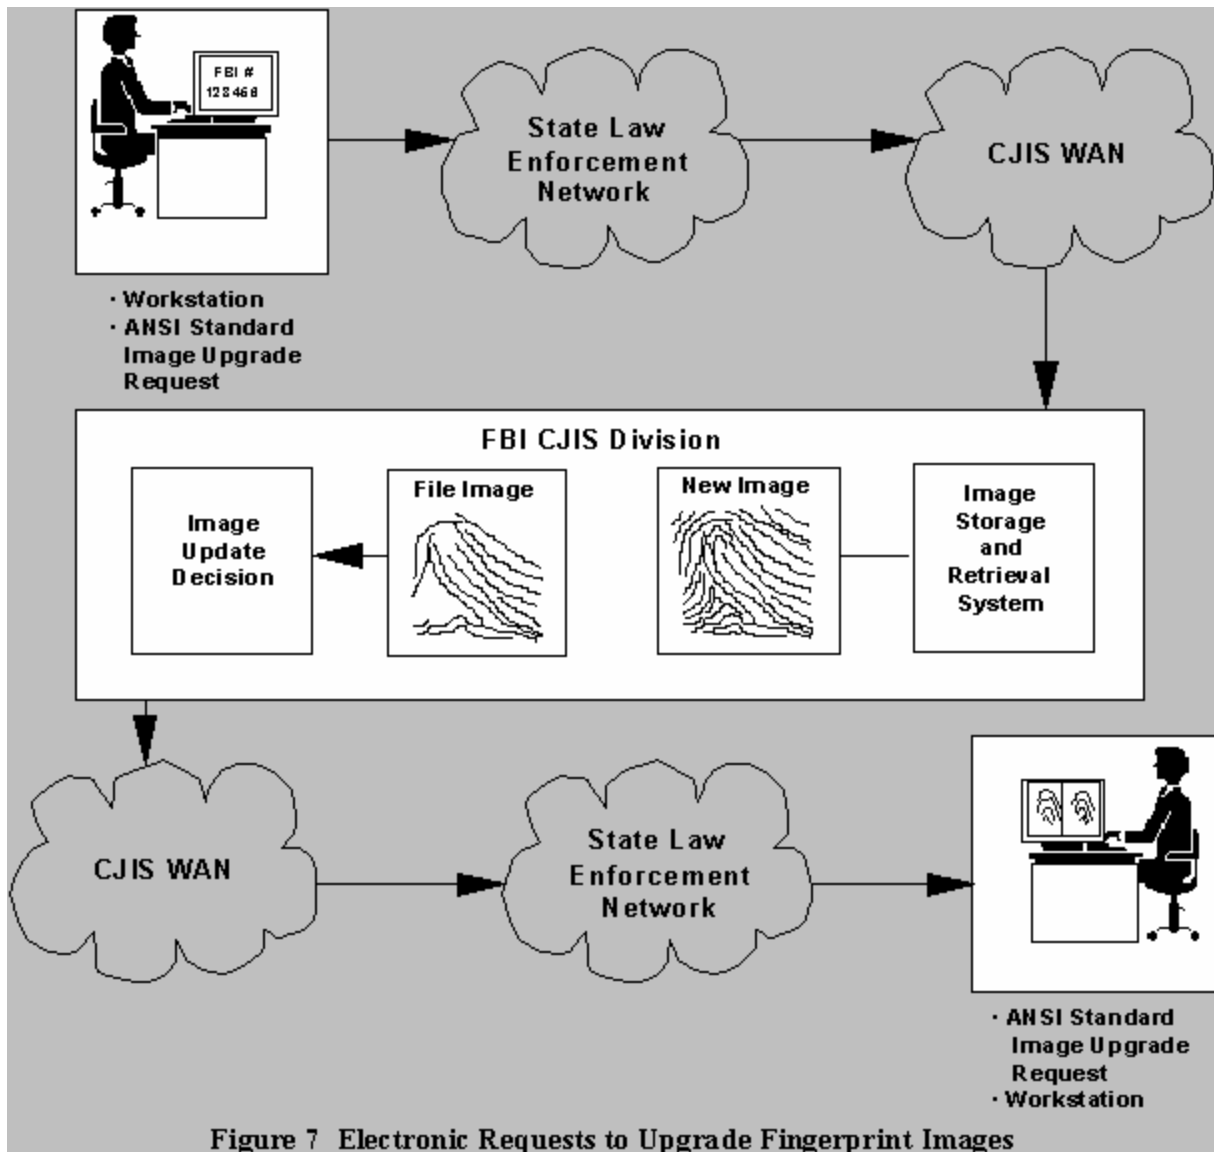 FBI #
123456
State Law
Enforcement
Network
CJIS WAN
· Workstation
· ANSI Standard
Image Upgrade
Request
FBI CJIS Division
Image
Update
Decision
File Image
New Image
Image
Storage
and
Retrieval
System
CJIS WAN
State Law
Enforcement
Network
· ANSI Standard
Image Upgrade
Request
· Workstation
Figure 7 Electronic Requests to Upgrade Fingerprint Images